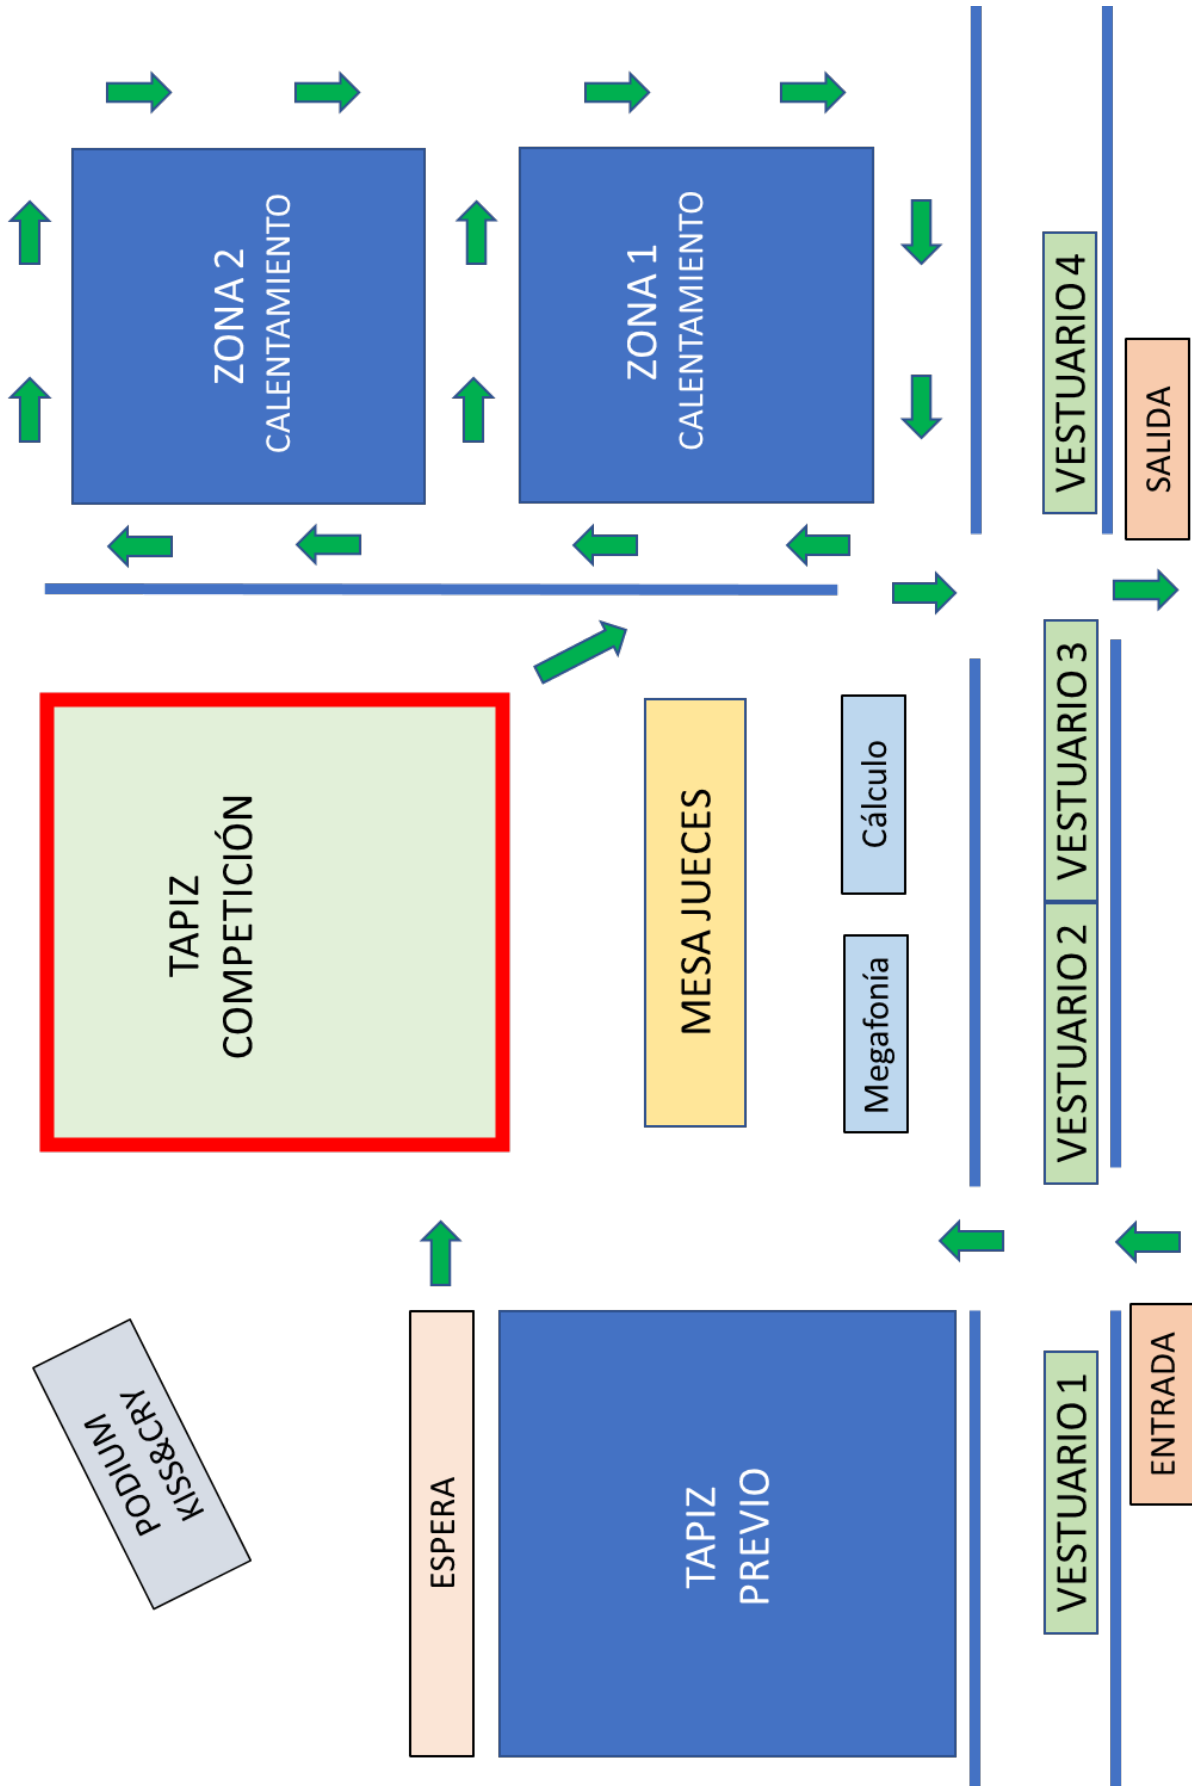 PODIUM
KISS&CRY
TAPIZ
COMPETICIÓN
ZONA 2
CALENTAMIENTO
ZONA 1
CALENTAMIENTO
ESPERA
TAPIZ
PREVIO
MESA JUECES
Megafonía
Cálculo
VESTUARIO 1
VESTUARIO 2
VESTUARIO 3
VESTUARIO 4
ENTRADA
SALIDA